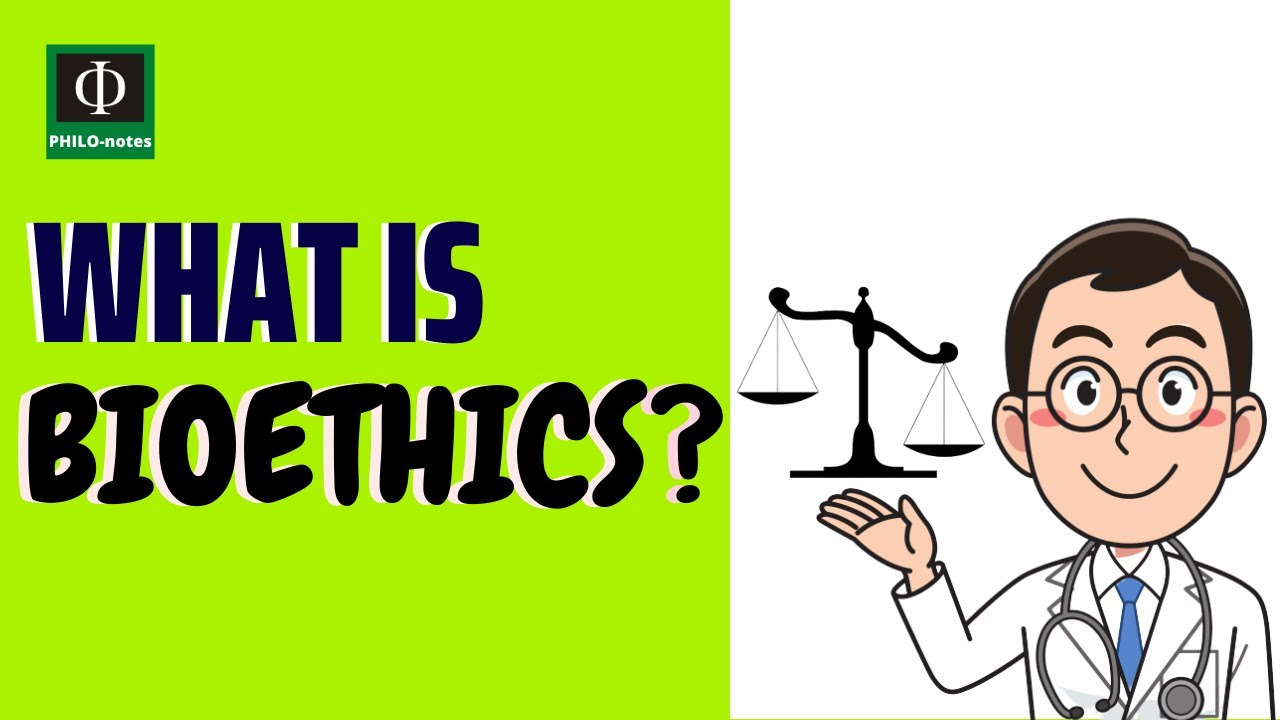 Φ
PHILO-notes
WHAT IS
BIOETHICS?